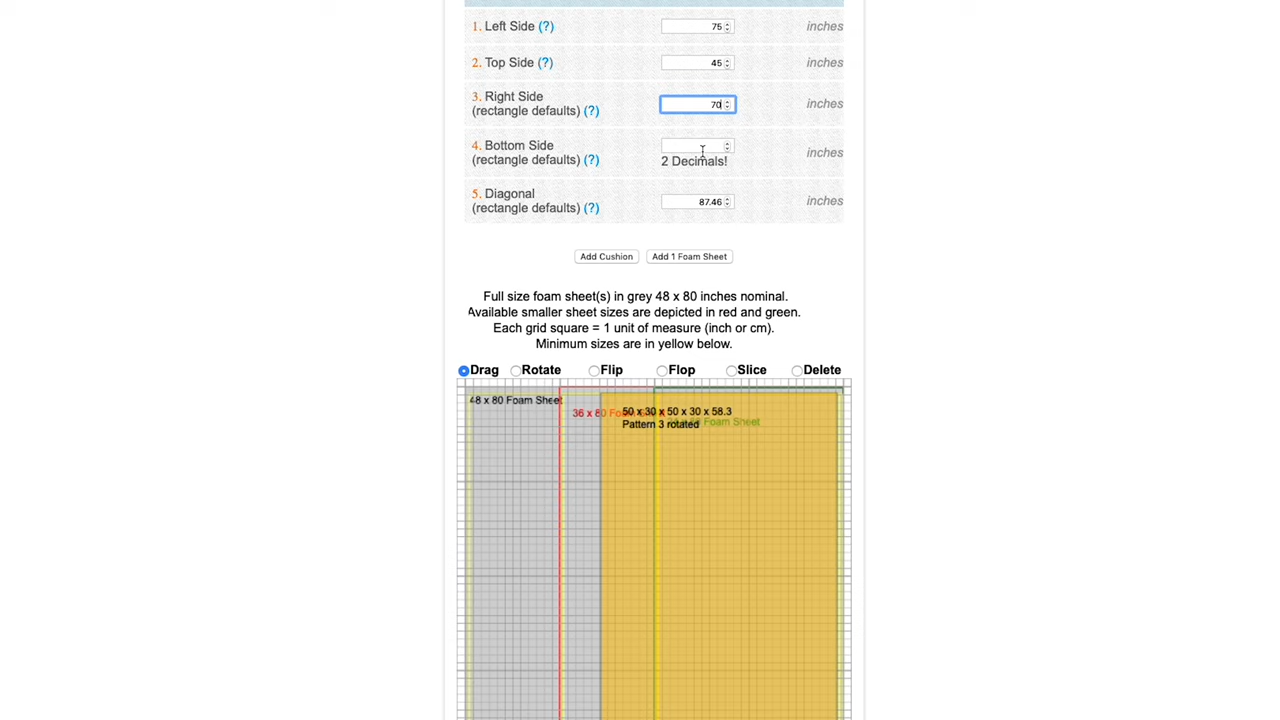 1. Left Side (?) 75 inches
2. Top Side (?) 45 inches
3. Right Side
(rectangle defaults) (?) 70 inches
4. Bottom Side
(rectangle defaults) (?) inches
2 Decimals!
5. Diagonal
(rectangle defaults) (?) 87.46 inches
Add Cushion Add 1 Foam Sheet
Full size foam sheet(s) in grey 48 x 80 inches nominal.
Available smaller sheet sizes are depicted in red and green.
Each grid square = 1 unit of measure (inch or cm).
Minimum sizes are in yellow below.
Drag Rotate Flip Flop Slice Delete
48 x 80 Foam Sheet
50 x 30 x 50 x 30 x 58.3
36 x 80
Pattern 3 rotated
Foam Sheet